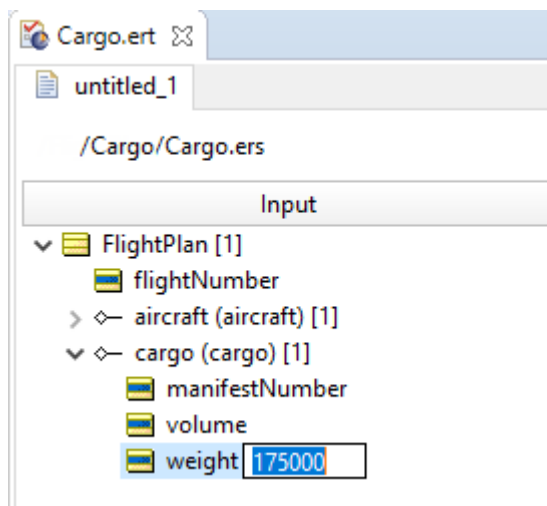 Cargo.ert
untitled_1
/Cargo/Cargo.ers
Input
FlightPlan [1]
flightNumber
aircraft (aircraft) [1]
cargo (cargo) [1]
manifestNumber
volume
weight 175000